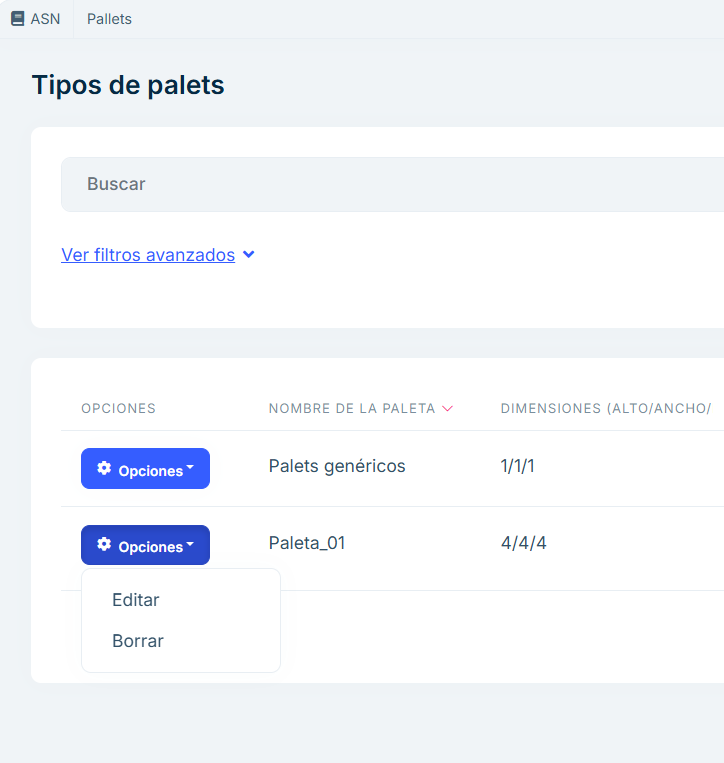 ASN Pallets
Tipos de palets
Buscar
Ver filtros avanzados
OPCIONES NOMBRE DE LA PALETA DIMENSIONES (ALTO/ANCHO/
Opciones Palets genéricos 1/1/1
Opciones Paleta_01 4/4/4
Editar
Borrar